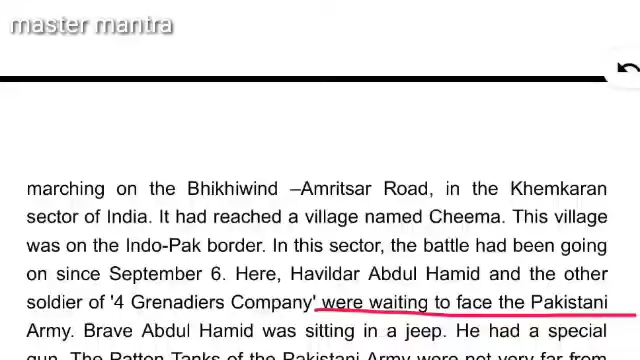 master mantra
marching on the Bhikhiwind –Amritsar Road, in the Khemkaran
sector of India. It had reached a village named Cheema. This village
was on the Indo-Pak border. In this sector, the battle had been going
on since September 6. Here, Havildar Abdul Hamid and the other
soldier of '4 Grenadiers Company' were waiting to face the Pakistani
Army. Brave Abdul Hamid was sitting in a jeep. He had a special
gun. The Patton Tanks of the Pakistani Army were not very far from